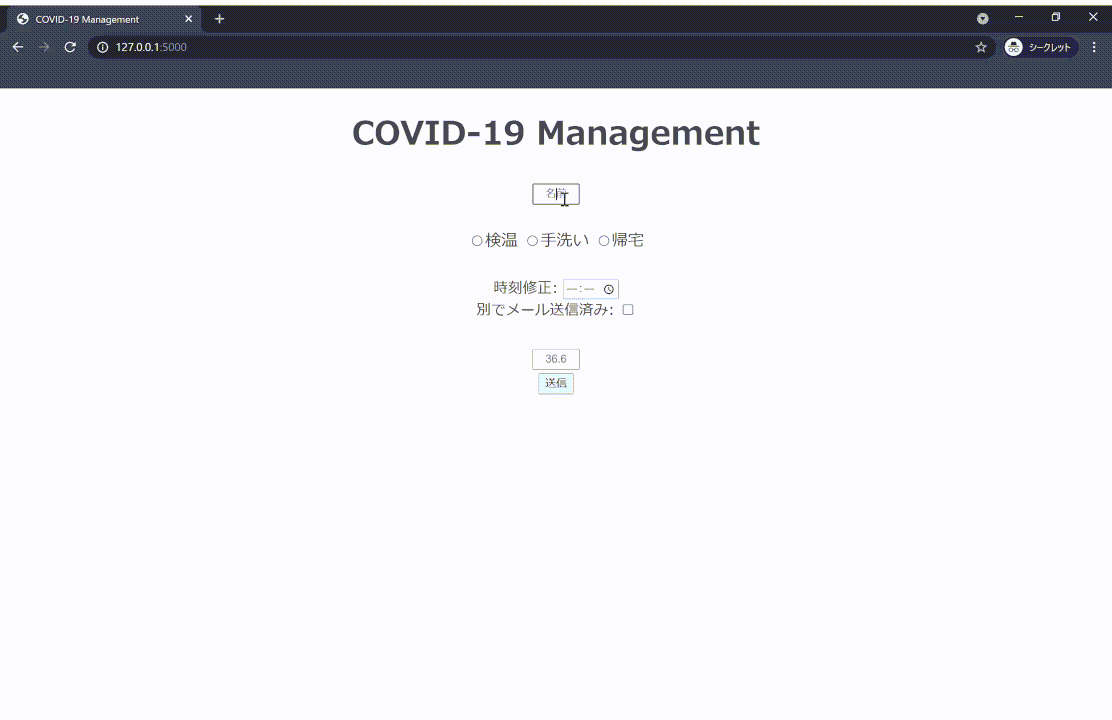 COVID-19 Management
127.0.0.1:5000
シークレット
COVID-19 Management
名前
検温 手洗い 帰宅
時刻修正: --:--
別でメール送信済み:
36.6
送信